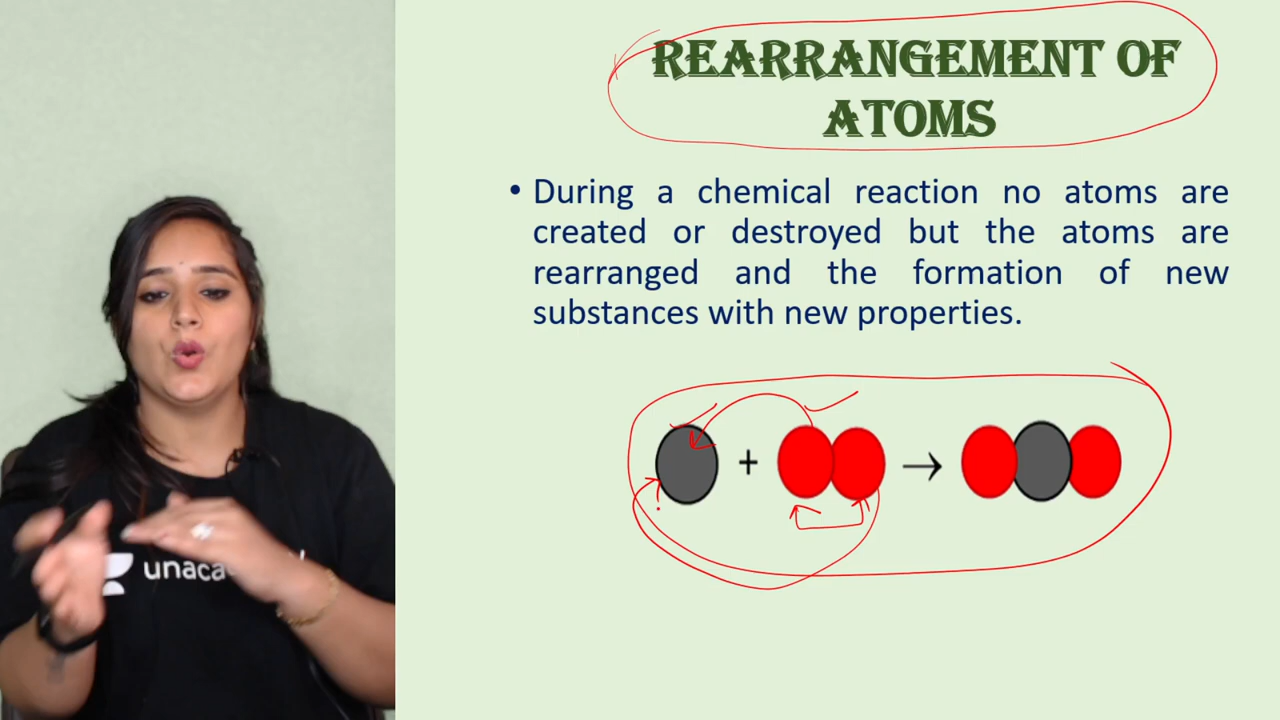 REARRANGEMENT OF
ATOMS
• During a chemical reaction no atoms are
created or destroyed but the atoms are
rearranged and the formation of new
substances with new properties.
+ →
unaca